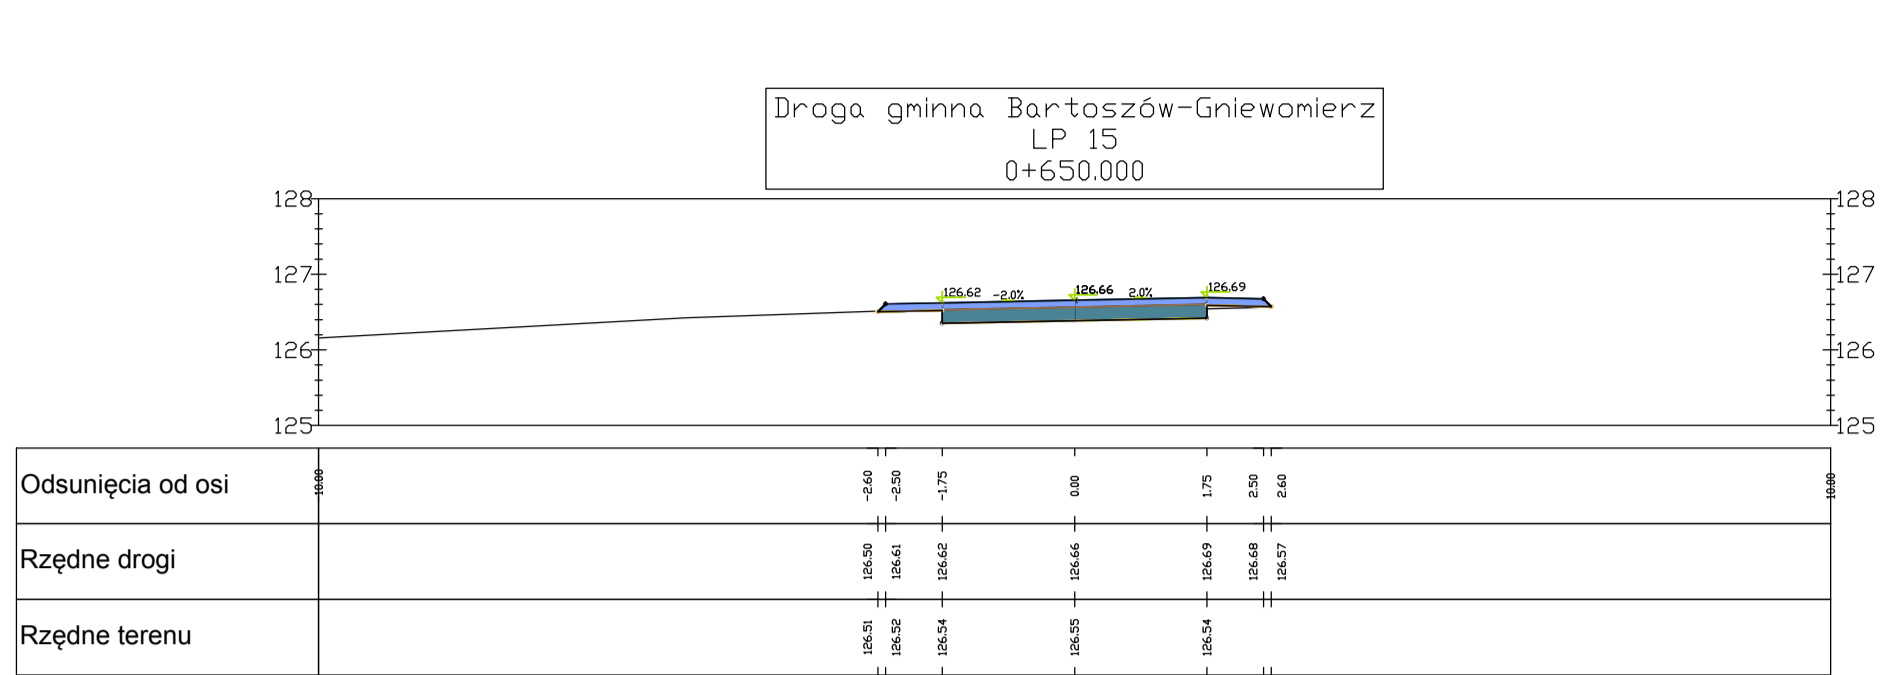 Droga gminna Bartoszów-Gniewomierz
LP 15
0+650.000
128 128
127 127
126 126
125 125
126.62 -2.0% 126.66 2.0% 126.69
Odsunięcia od osi 10.00 -2.60 -2.50 -1.75 0.00 1.75 2.50 2.60 10.00
Rzędne drogi 126.50 126.61 126.62 126.66 126.69 126.68 126.57
Rzędne terenu 126.51 126.52 126.54 126.55 126.54